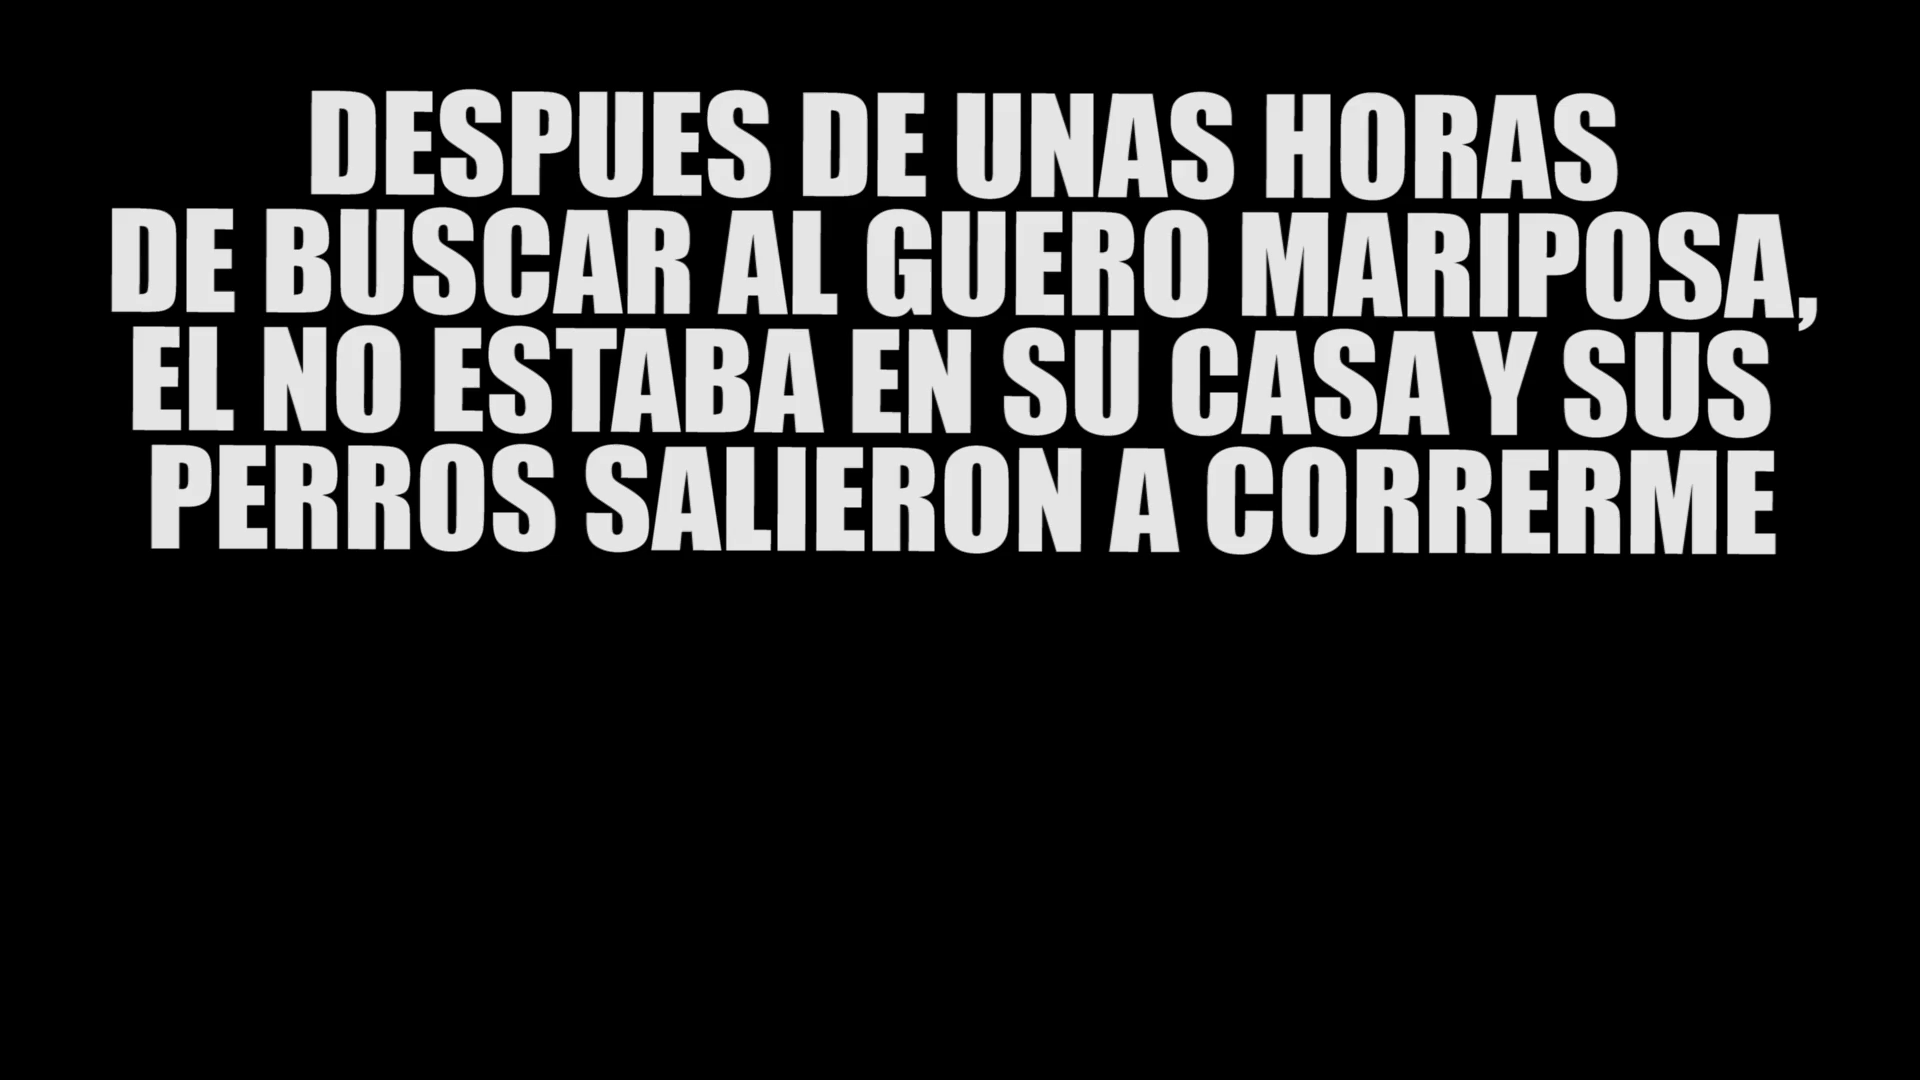 DESPUES DE UNAS HORAS
DE BUSCAR AL GUERO MARIPOSA,
EL NO ESTABA EN SU CASA Y SUS
PERROS SALIERON A CORRERME